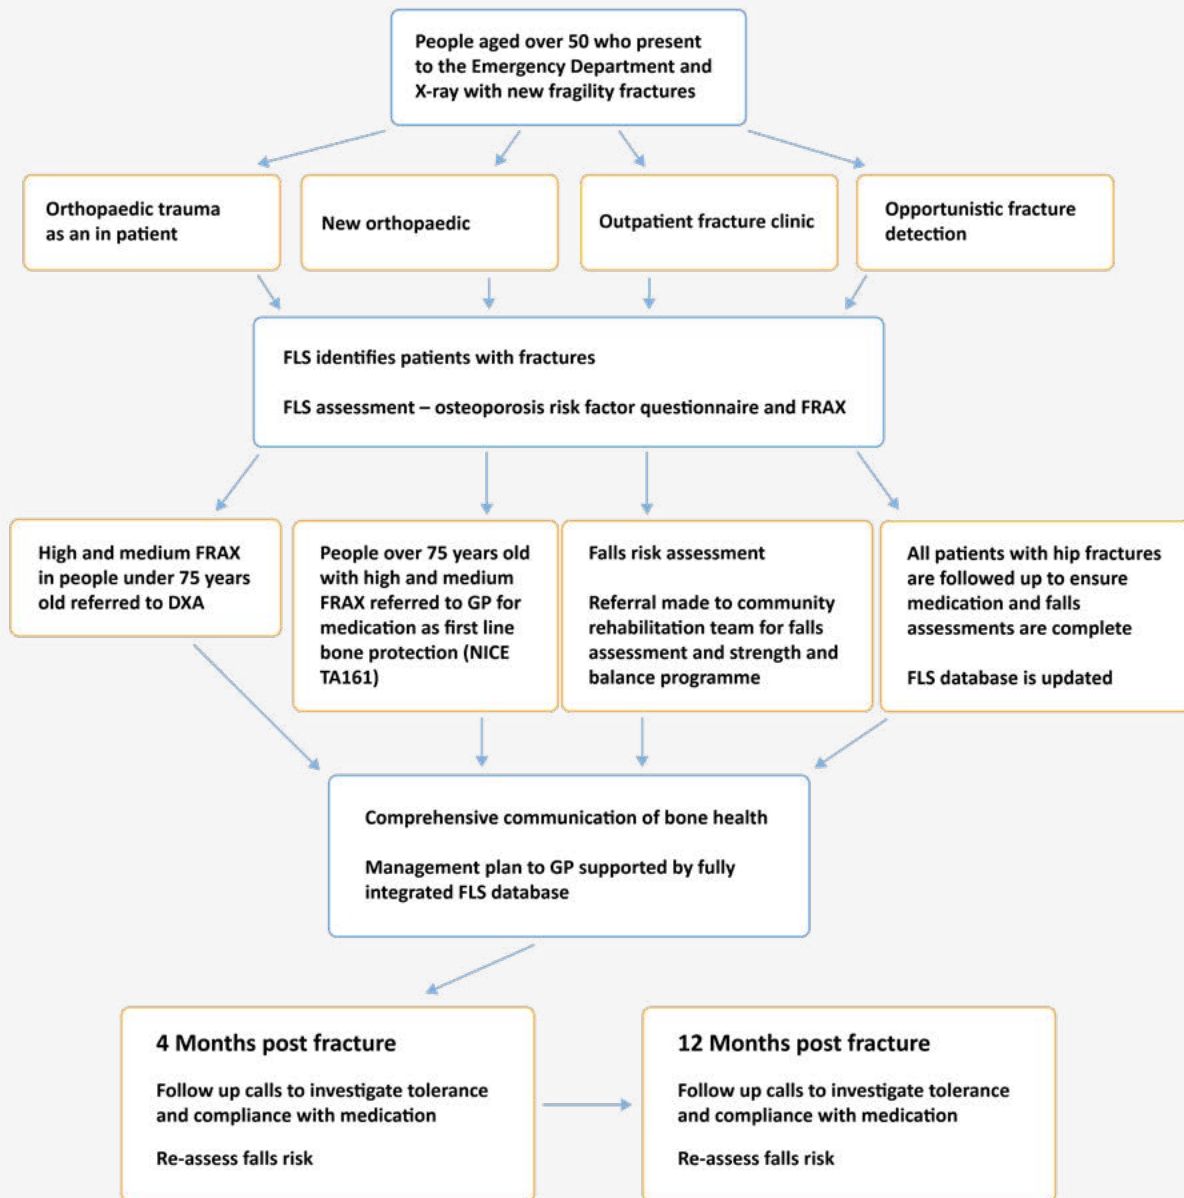 People aged over 50 who present
to the Emergency Department and
X-ray with new fragility fractures
Orthopaedic trauma
as an in patient
New orthopaedic
Outpatient fracture clinic
Opportunistic fracture
detection
FLS identifies patients with fractures
FLS assessment – osteoporosis risk factor questionnaire and FRAX
High and medium FRAX
in people under 75 years
old referred to DXA
People over 75 years old
with high and medium
FRAX referred to GP for
medication as first line
bone protection (NICE
TA161)
Falls risk assessment
Referral made to community
rehabilitation team for falls
assessment and strength and
balance programme
All patients with hip fractures
are followed up to ensure
medication and falls
assessments are complete
FLS database is updated
Comprehensive communication of bone health
Management plan to GP supported by fully
integrated FLS database
4 Months post fracture
Follow up calls to investigate tolerance
and compliance with medication
Re-assess falls risk
12 Months post fracture
Follow up calls to investigate tolerance
and compliance with medication
Re-assess falls risk